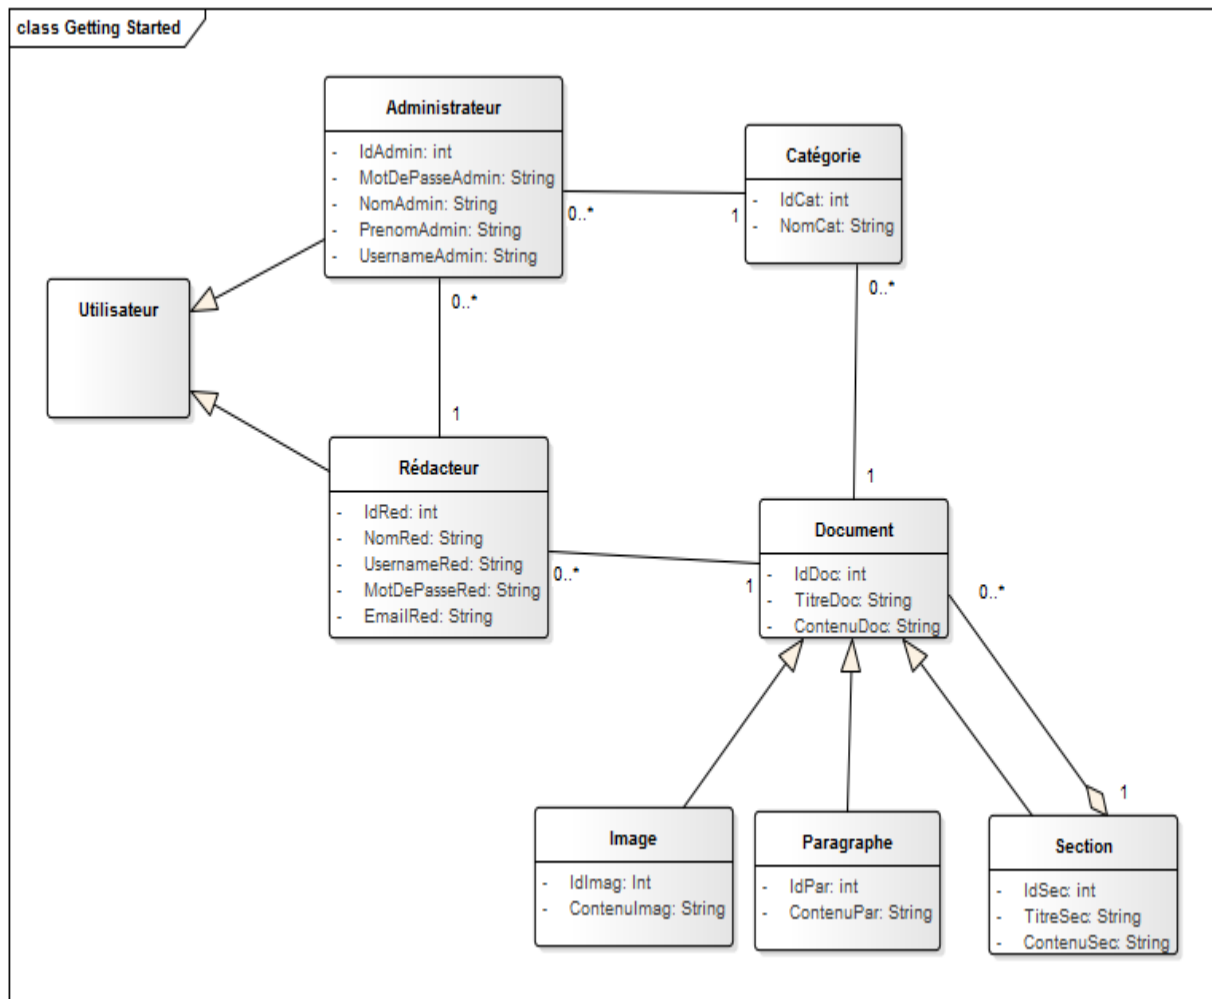 class Getting Started
Administrateur
- IdAdmin: int
- MotDePasseAdmin: String
- NomAdmin: String
- PrenomAdmin: String
- UsernameAdmin: String
Catégorie
- IdCat: int
- NomCat: String
0..*
1
Utilisateur
0..*
0..*
1
Rédacteur
- IdRed: int
- NomRed: String
- UsernameRed: String
- MotDePasseRed: String
- EmailRed: String
1
Document
- IdDoc: int
- TitreDoc: String
- ContenuDoc: String
0..*
1
0..*
1
Image
- IdImag: Int
- ContenuImag: String
Paragraphe
- IdPar: int
- ContenuPar: String
Section
- IdSec: int
- TitreSec: String
- ContenuSec: String